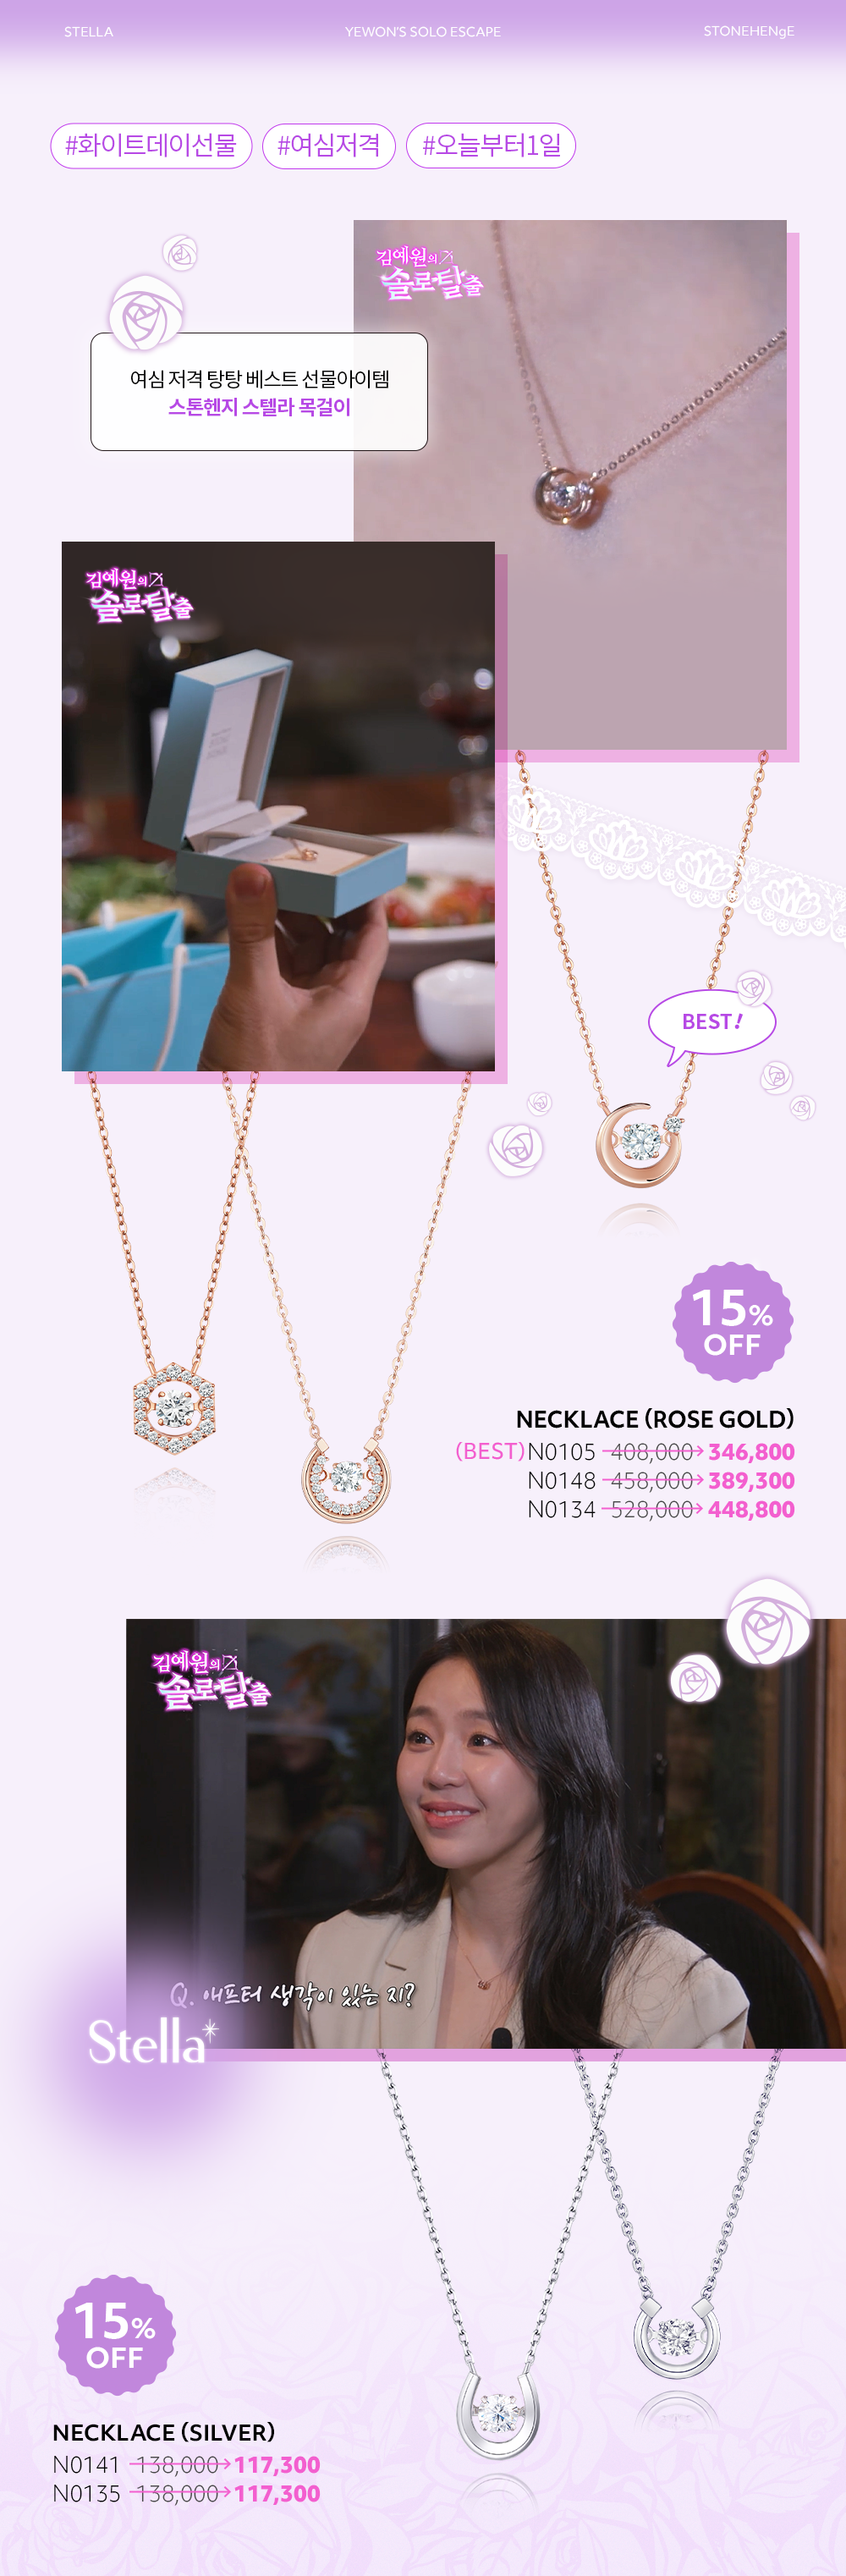 STELLA
YEWON'S SOLO ESCAPE
STONEHENgE
#화이트데이선물
#여심저격
#오늘부터1일
김예원의
솔로탈출
여심 저격 탕탕 베스트 선물아이템
스톤헨지 스텔라 목걸이
김예원의
솔로탈출
BEST!
15%
OFF
NECKLACE (ROSE GOLD)
(BEST)N0105 408,000→346,800
N0148 458,000→389,300
N0134 528,000→448,800
김예원의
솔로탈출
Q. 애프터 생각이 있는 지?
Stella
15%
OFF
NECKLACE (SILVER)
N0141 138,000→117,300
N0135 138,000→117,300